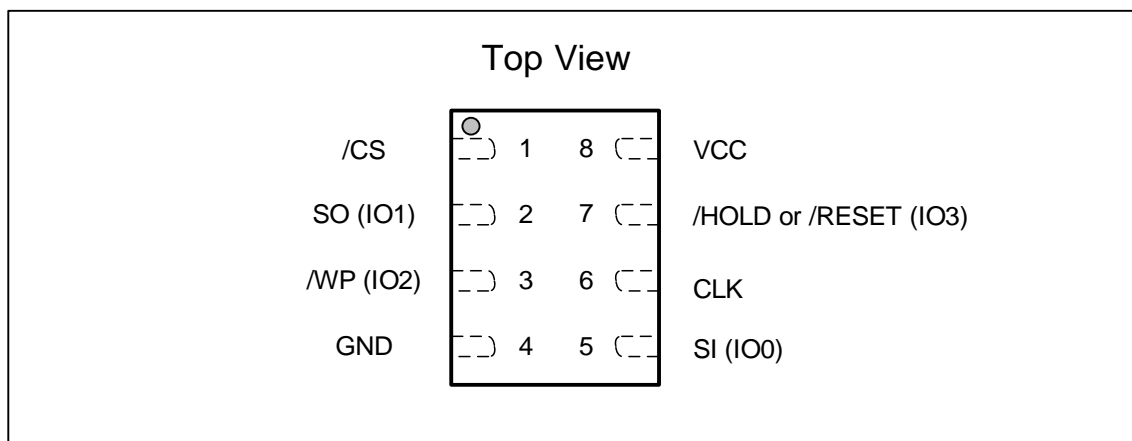 Top View
/CS 1 8 VCC
SO (IO1) 2 7 /HOLD or /RESET (IO3)
/WP (IO2) 3 6 CLK
GND 4 5 SI (IO0)